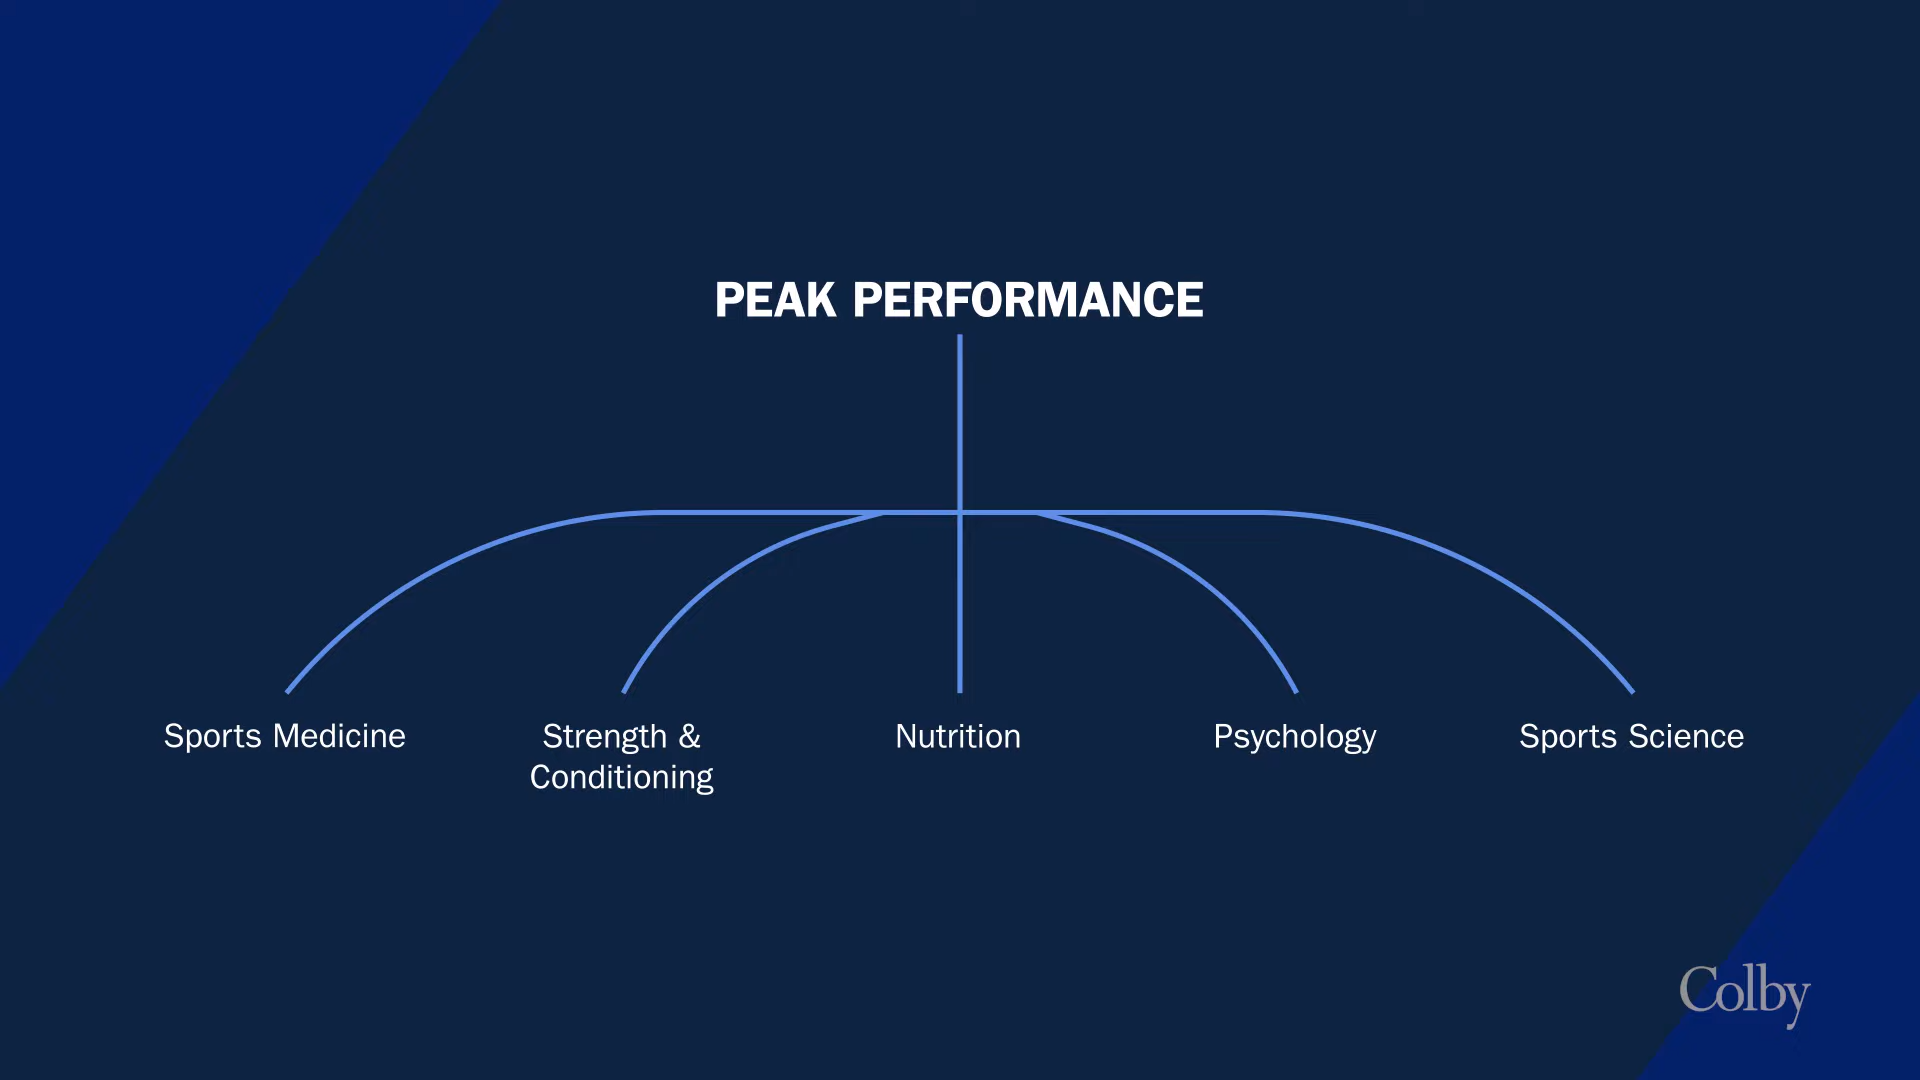 PEAK PERFORMANCE
Sports Medicine
Strength &
Conditioning
Nutrition
Psychology
Sports Science
Colby